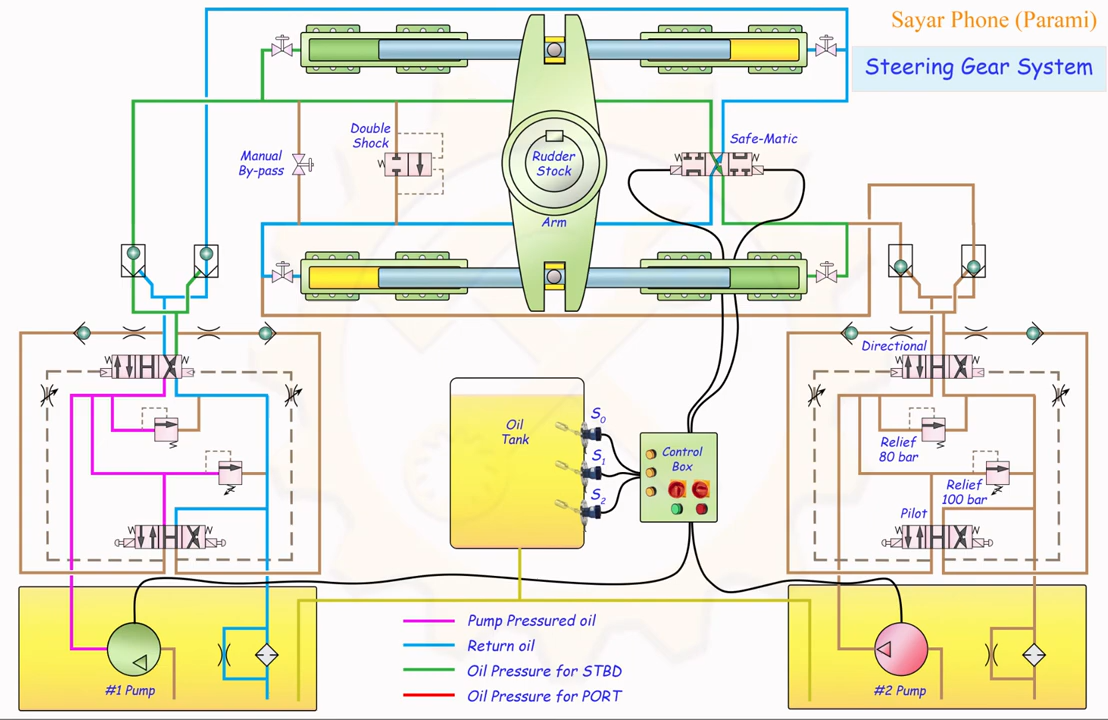 Sayar Phone (Parami)
Steering Gear System
Double
Shock
Manual
By-pass
Rudder
Stock
Arm
Safe-Matic
W
W
W
W
W
W
W
W
Directional
Oil
Tank
S0
S1
S2
Control
Box
Relief
80 bar
Relief
100 bar
Pilot
W
W
W
W
Pump Pressured oil
Return oil
Oil Pressure for STBD
Oil Pressure for PORT
#1 Pump
#2 Pump